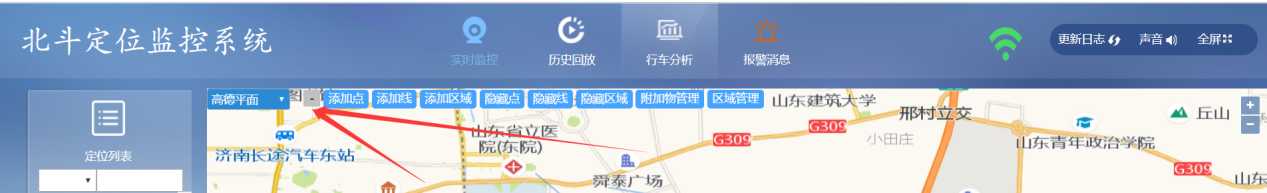 北斗定位监控系统
实时监控
历史回放
行车分析
报警消息
更新日志
声音
全屏
定位列表
高德平面
-
添加点
添加线
添加区域
隐藏点
隐藏线
隐藏区域
附加物管理
区域管理
山东建筑大学
邢村立交
丘山
+
-
济南长途汽车东站
山东省立医
院(东院)
G309
G309
小田庄
山东青年政治学院
G309
舜泰广场
山东